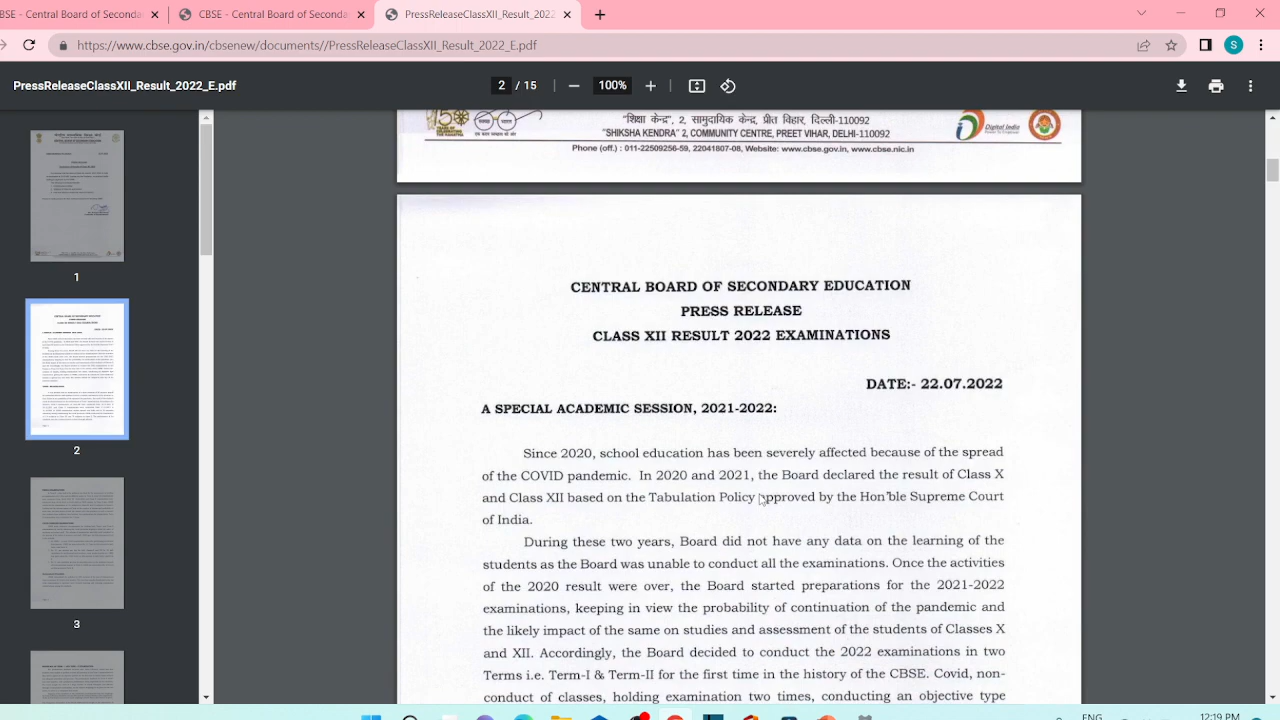 BSE - Central Board of Secondary
CBSE - Central Board of Seconda
PressReleaseClassXII_Result_2022
https://www.cbse.gov.in/cbsenew/documents//PressReleaseClassXII_Result_2022_E.pdf
S
PressReleaseClassXII_Result_2022_E.pdf
2 / 15
100%
"शिक्षा केन्द्र", 2, सामुदायिक केन्द्र, प्रीत विहार, दिल्ली-110092
"SHIKSHA KENDRA" 2, COMMUNITY CENTRE, PREET VIHAR, DELHI-110092
Digital India
Phone (off.) : 011-22509256-59, 22041807-08, Website: www.cbse.gov.in, www.cbse.nic.in
1
2
3
CENTRAL BOARD OF SECONDARY EDUCATION
PRESS RELEASE
CLASS XII RESULT 2022 EXAMINATIONS
DATE:- 22.07.2022
ACADEMIC SESSION, 2021-2022:
Since 2020, school education has been severely affected because of the spread
of the COVID pandemic. In 2020 and 2021, the Board declared the result of Class X
and Class XII based on the Tabulation Policy approved by the Hon'ble Supreme Court
of
During these two years, Board did not have any data on the learning of the
students as the Board was unable to conduct all the examinations. Once the activities
of the 2020 result were over, the Board started preparations for the 2021-2022
examinations, keeping in view the probability of continuation of the pandemic and
the likely impact of the same on studies and assessment of the students of Classes X
and XII. Accordingly, the Board decided to conduct the 2022 examinations in two
Terms- Term-I & Term-II for the first time in the history of the CBSE. Covid, non-
conduct of classes, holding examination two times, conducting an objective type
ENG
12:19 PM